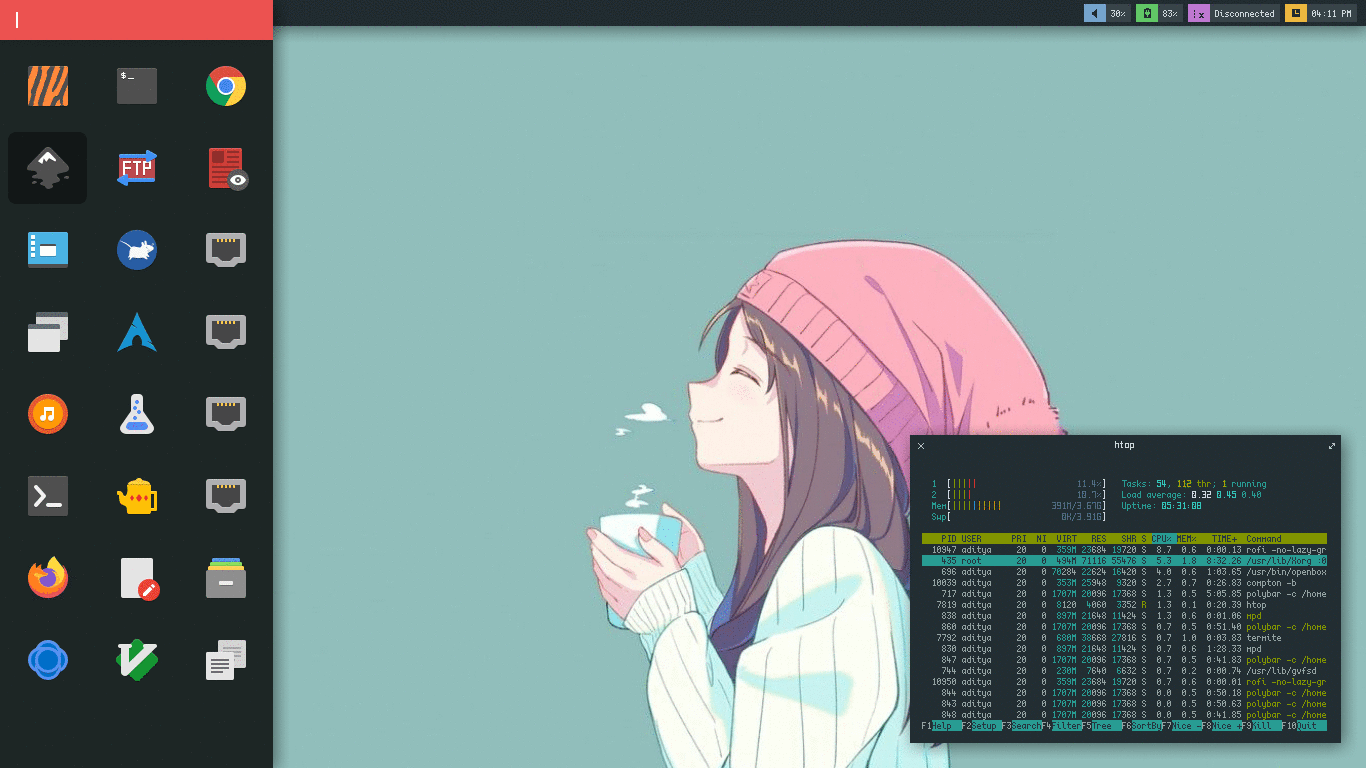 30% 83% Disconnected 04:11 PM
$_
FTP
htop
1 [||||| 11.4%] Tasks: 54, 112 thr; 1 running
2 [|||| 10.7%] Load average: 0.32 0.45 0.40
Mem[|||||||||| 391M/3.67G] Uptime: 05:31:08
Swp[ 0K/3.91G]
PID USER PRI NI VIRT RES SHR S CPU% MEM% TIME+ Command
10947 aditya 20 0 359M 23684 19720 S 8.7 0.6 0:00.13 rofi -no-lazy-gr
435 root 20 0 494M 71116 55476 S 5.3 1.8 8:32.26 /usr/lib/Xorg :0
696 aditya 20 0 70284 22624 16420 S 4.0 0.6 1:03.65 /usr/bin/openbox
10039 aditya 20 0 353M 25948 9320 S 2.7 0.7 0:26.83 compton -b
717 aditya 20 0 1707M 20096 17368 S 1.3 0.5 5:05.85 polybar -c /home
7819 aditya 20 0 8120 4060 3352 R 1.3 0.1 0:20.39 htop
838 aditya 20 0 897M 21648 11424 S 1.3 0.6 0:01.06 mpd
860 aditya 20 0 1707M 20096 17368 S 0.7 0.5 0:51.40 polybar -c /home
7792 aditya 20 0 680M 38668 27816 S 0.7 1.0 0:03.83 termite
830 aditya 20 0 897M 21648 11424 S 0.7 0.6 1:28.33 mpd
847 aditya 20 0 1707M 20096 17368 S 0.7 0.5 0:41.83 polybar -c /home
744 aditya 20 0 230M 7640 6632 S 0.7 0.2 0:00.74 /usr/lib/gvfsd
10950 aditya 20 0 359M 23684 19720 S 0.7 0.6 0:00.01 rofi -no-lazy-gr
844 aditya 20 0 1707M 20096 17368 S 0.0 0.5 0:50.18 polybar -c /home
843 aditya 20 0 1707M 20096 17368 S 0.0 0.5 0:50.63 polybar -c /home
848 aditya 20 0 1707M 20096 17368 S 0.0 0.5 0:41.85 polybar -c /home
F1Help F2Setup F3SearchF4FilterF5Tree F6SortByF7Nice -F8Nice +F9Kill F10Quit